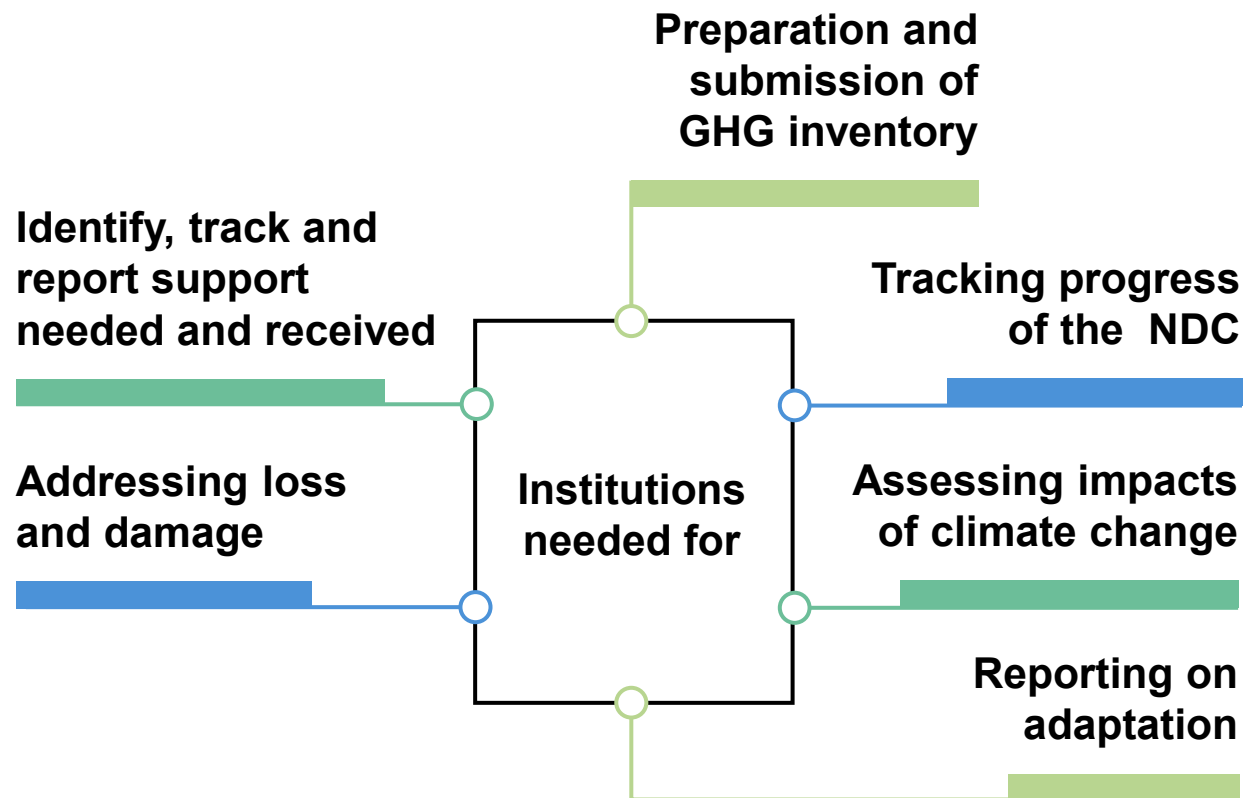 Preparation and
submission of
GHG inventory
Identify, track and
report support
needed and received
Tracking progress
of the  NDC
Addressing loss
and damage
Institutions
needed for
Assessing impacts
of climate change
Reporting on
adaptation